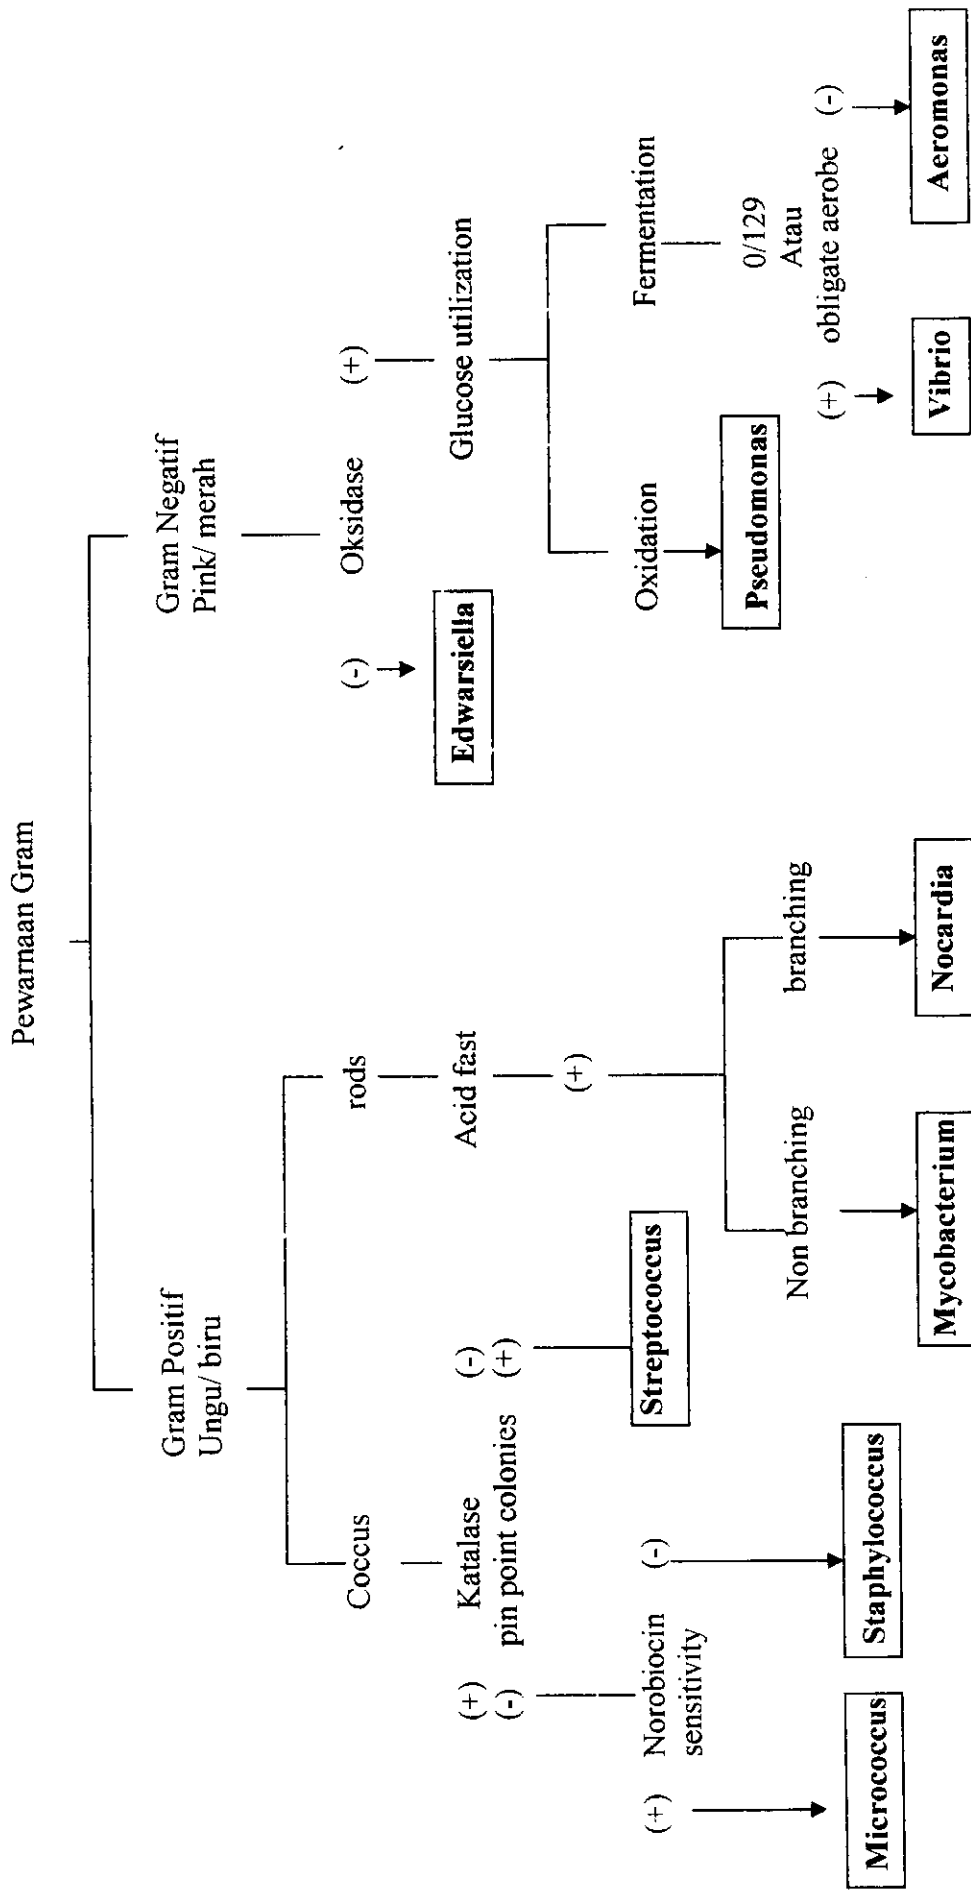 Pewarnaan Gram
Gram Positif
Ungu/ biru
Gram Negatif
Pink/ merah
Coccus
rods
Oksidase
(-)
(+)
Edwarsiella
Katalase
pin point colonies
(+)
(-)
(-)
(+)
Acid fast
Glucose utilization
Norobiocin
sensitivity
(+)
(-)
Streptococcus
(+)
Oxidation
Fermentation
Pseudomonas
0/129
Atau
obligate aerobe
(+)
(-)
Non branching
branching
Micrococcus
Staphylococcus
Mycobacterium
Nocardia
Vibrio
Aeromonas